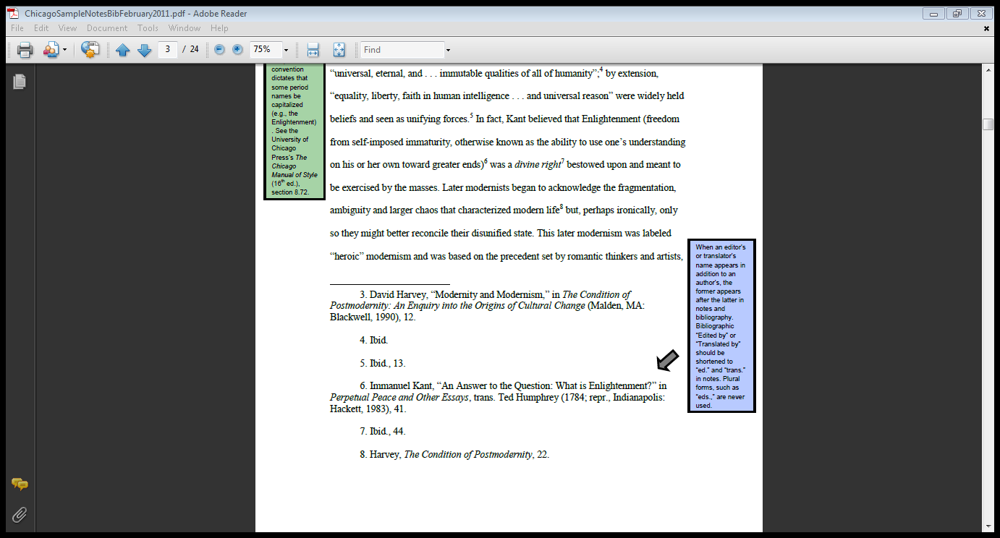 ChicagoSampleNotesBibFebruary2011.pdf - Adobe Reader
File Edit View Document Tools Window Help
3 / 24 75% Find
convention
dictates that
some period
names be
capitalized
(e.g., the
Enlightenment)
. See the
University of
Chicago
Press's The
Chicago
Manual of Style
(16th ed.),
section 8.72.
“universal, eternal, and . . . immutable qualities of all of humanity”;4 by extension,
“equality, liberty, faith in human intelligence . . . and universal reason” were widely held
beliefs and seen as unifying forces.5 In fact, Kant believed that Enlightenment (freedom
from self-imposed immaturity, otherwise known as the ability to use one’s understanding
on his or her own toward greater ends)6 was a divine right7 bestowed upon and meant to
be exercised by the masses. Later modernists began to acknowledge the fragmentation,
ambiguity and larger chaos that characterized modern life8 but, perhaps ironically, only
so they might better reconcile their disunified state. This later modernism was labeled
“heroic” modernism and was based on the precedent set by romantic thinkers and artists,
When an editor's
or translator's
name appears in
addition to an
author's, the
former appears
after the latter in
notes and
bibliography.
Bibliographic
“Edited by” or
“Translated by”
should be
shortened to
“ed.” and “trans.”
in notes. Plural
forms, such as
“eds.,” are never
used.
3. David Harvey, “Modernity and Modernism,” in The Condition of
Postmodernity: An Enquiry into the Origins of Cultural Change (Malden, MA:
Blackwell, 1990), 12.
4. Ibid.
5. Ibid., 13.
6. Immanuel Kant, “An Answer to the Question: What is Enlightenment?” in
Perpetual Peace and Other Essays, trans. Ted Humphrey (1784; repr., Indianapolis:
Hackett, 1983), 41.
7. Ibid., 44.
8. Harvey, The Condition of Postmodernity, 22.